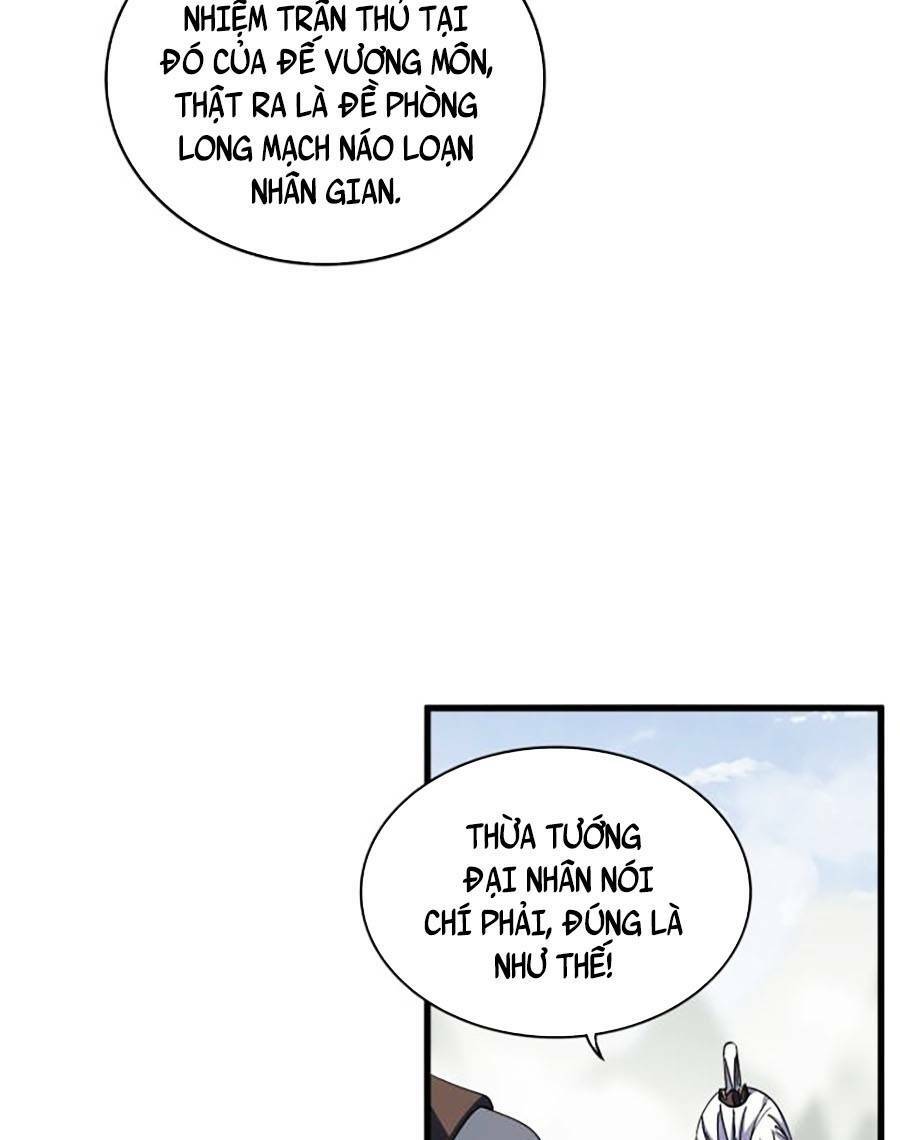 NHIỆM TRẤN THỦ TẠI
ĐÓ CỦA ĐẾ VƯƠNG MÔN,
THẬT RA LÀ ĐỀ PHÒNG
LONG MẠCH NÁO LOẠN
NHÂN GIAN.
THỪA TƯỚNG
ĐẠI NHÂN NÓI
CHÍ PHẢI, ĐÚNG LÀ
NHƯ THẾ!